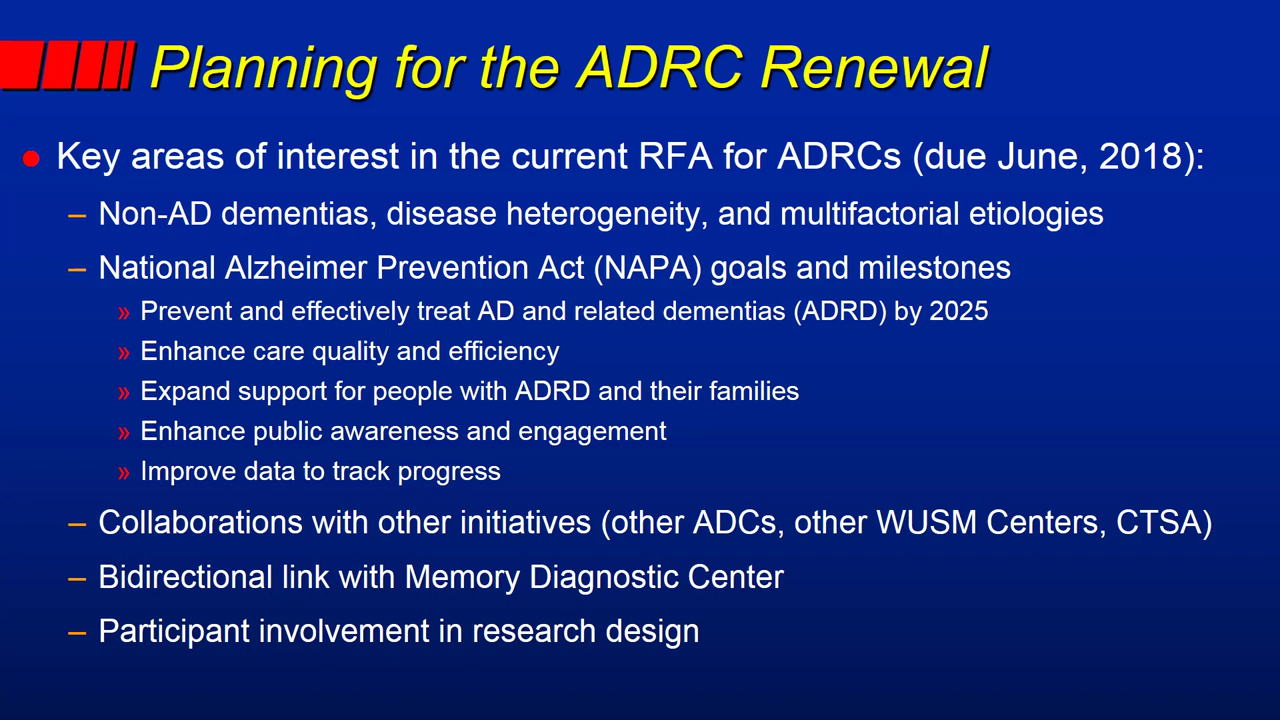 Planning for the ADRC Renewal
● Key areas of interest in the current RFA for ADRCs (due June, 2018):
– Non-AD dementias, disease heterogeneity, and multifactorial etiologies
– National Alzheimer Prevention Act (NAPA) goals and milestones
» Prevent and effectively treat AD and related dementias (ADRD) by 2025
» Enhance care quality and efficiency
» Expand support for people with ADRD and their families
» Enhance public awareness and engagement
» Improve data to track progress
– Collaborations with other initiatives (other ADCs, other WUSM Centers, CTSA)
– Bidirectional link with Memory Diagnostic Center
– Participant involvement in research design